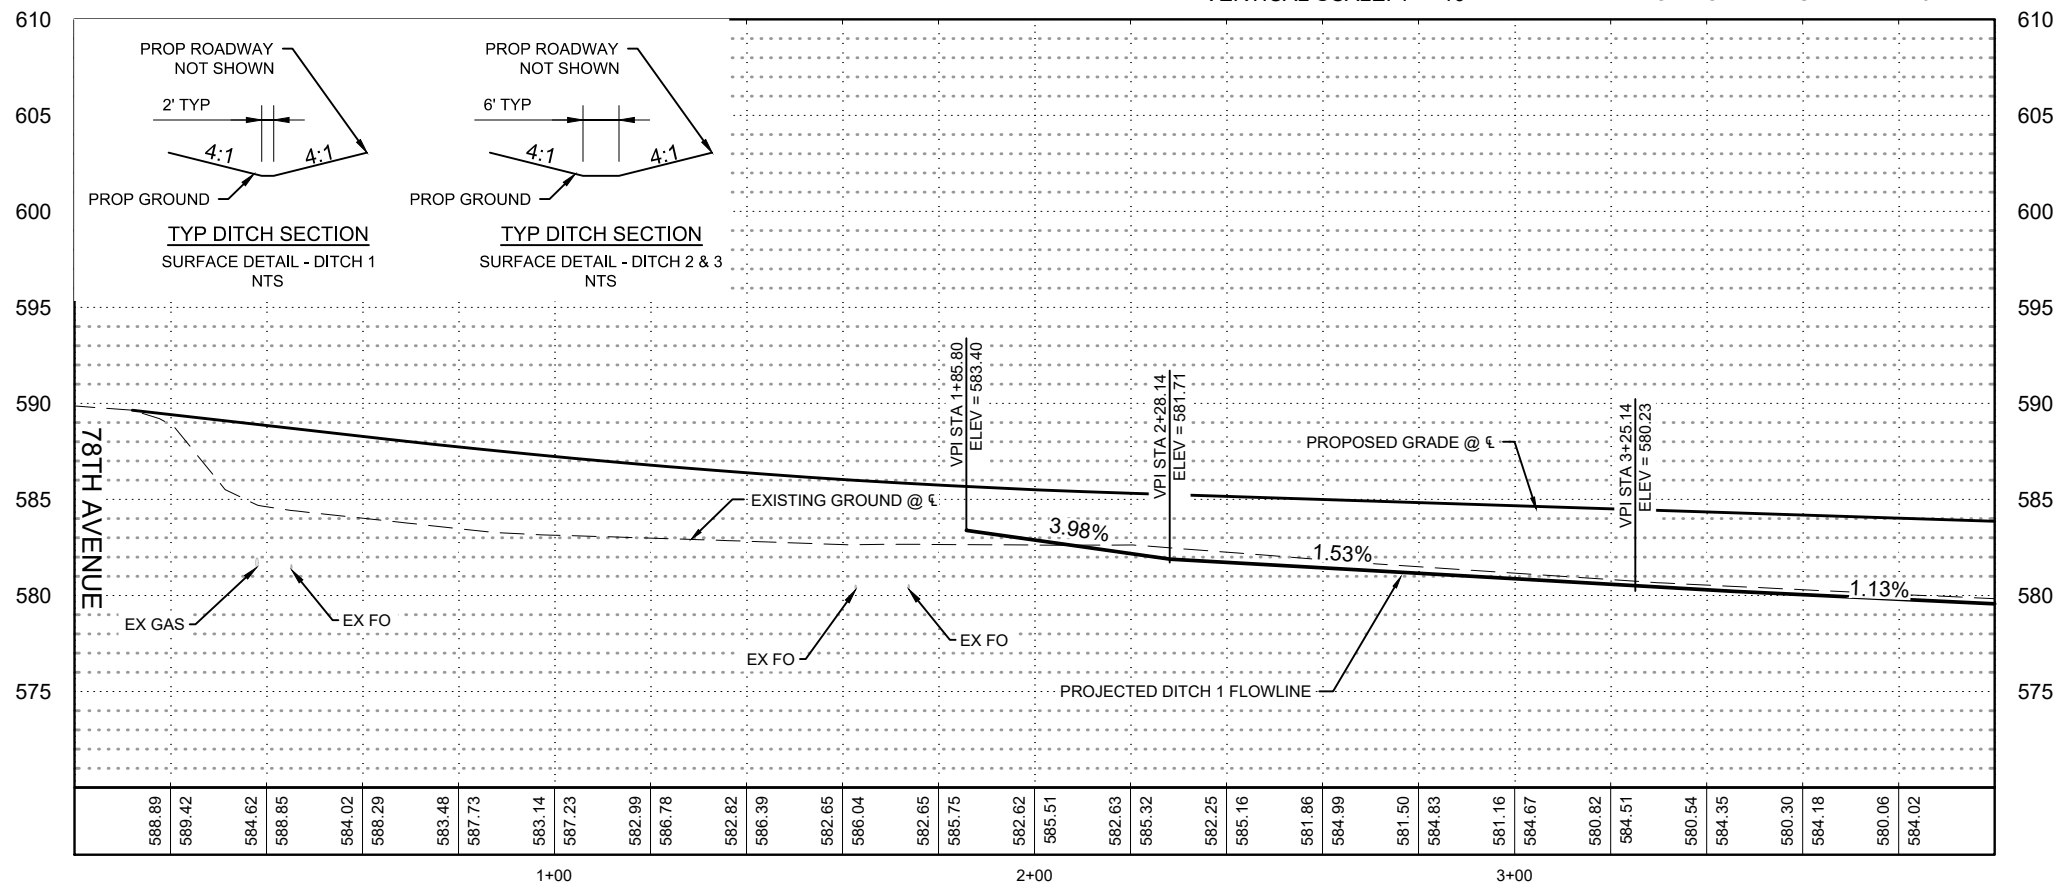 610
605
600
595
590
585
580
575
610
605
600
595
590
585
580
575
PROP ROADWAY
NOT SHOWN
2' TYP
4:1
4:1
PROP GROUND
TYP DITCH SECTION
SURFACE DETAIL - DITCH 1
NTS
PROP ROADWAY
NOT SHOWN
6' TYP
4:1
4:1
PROP GROUND
TYP DITCH SECTION
SURFACE DETAIL - DITCH 2 & 3
NTS
78TH AVENUE
EX GAS
EX FO
EX FO
EX FO
EXISTING GROUND @ ℄
VPI STA 1+85.80
ELEV = 583.40
3.98%
VPI STA 2+28.14
ELEV = 581.71
1.53%
PROPOSED GRADE @ ℄
VPI STA 3+25.14
ELEV = 580.23
1.13%
PROJECTED DITCH 1 FLOWLINE
588.89
589.42
584.62
588.85
584.02
588.29
583.48
587.73
583.14
587.23
582.99
586.78
582.82
586.39
582.65
586.04
582.65
585.75
582.62
585.51
582.63
585.32
582.25
585.16
581.86
584.99
581.50
584.83
581.16
584.67
580.82
584.51
580.54
584.35
580.30
584.18
580.06
584.02
1+00
2+00
3+00